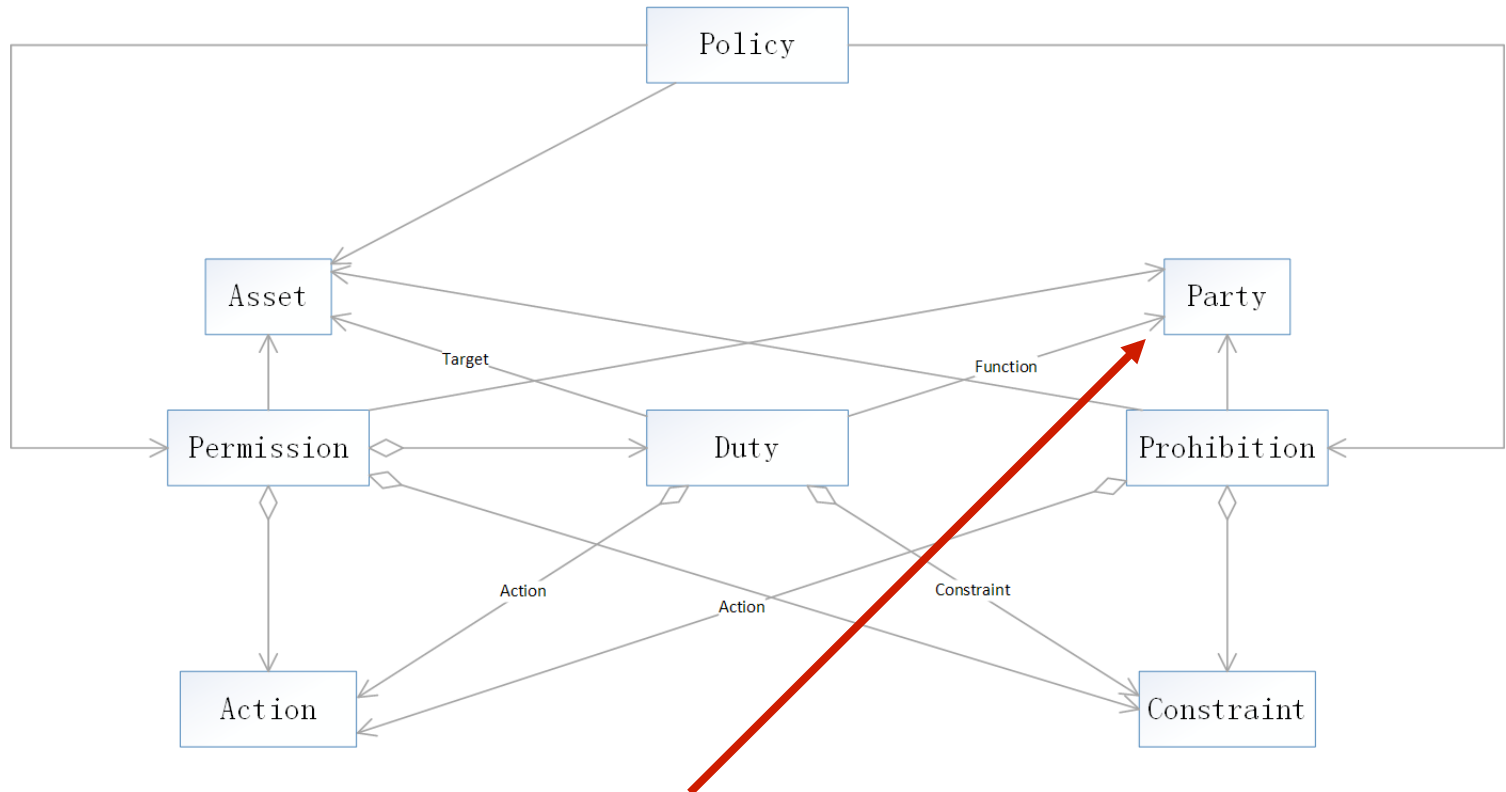 Policy
Asset
Party
Target
Function
Permission
Duty
Prohibition
Action
Constraint
Action
Action
Constraint